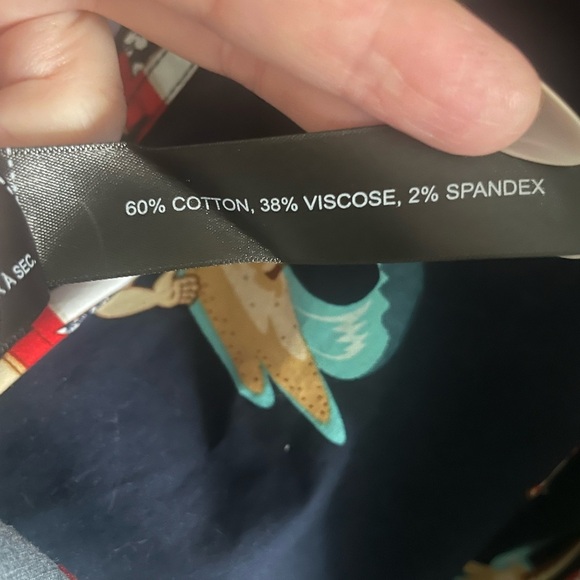 60% COTTON, 38% VISCOSE, 2% SPANDEX
À SEC